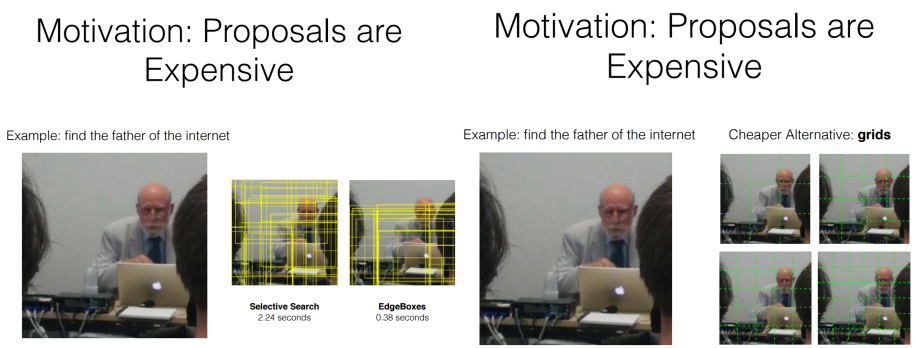 Motivation: Proposals are
Expensive
Example: find the father of the internet
Selective Search
2.24 seconds
EdgeBoxes
0.38 seconds
Motivation: Proposals are
Expensive
Example: find the father of the internet
Cheaper Alternative: grids